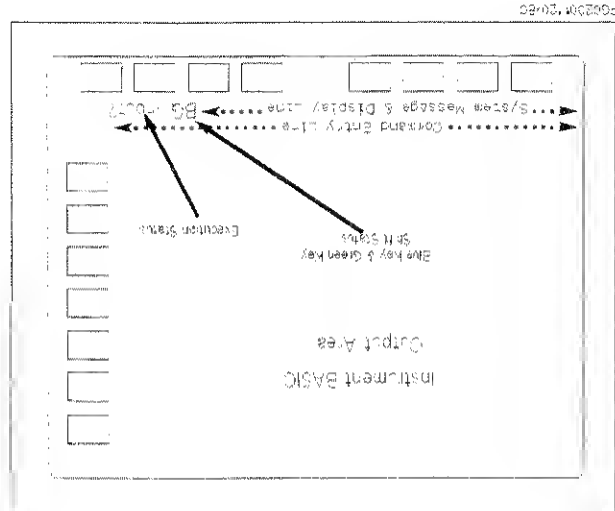 Instrument BASIC
Output Area
Blue Key & Green Key
Shift Status
Execution Status
Command Entry Line
System Message & Display Line BG